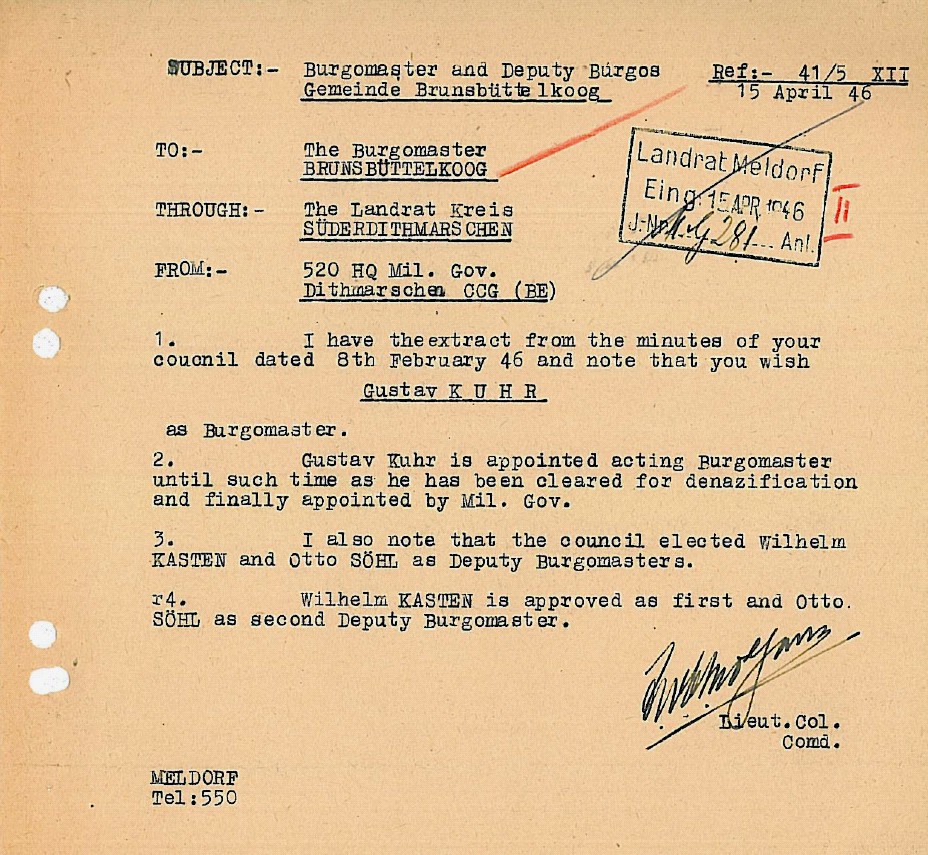 SUBJECT:- Burgomaster and Deputy Burgos
Gemeinde Brunsbüttelkoog
Ref:- 41/5 XII
15 April 46
TO:- The Burgomaster
BRUNSBÜTTELKOOG
Landrat Meldorf
Eing. 15 APR. 1946
J.-Nr. 281 Anl.
II
THROUGH:- The Landrat Kreis
SÜDERDITHMARSCHEN
FROM:- 520 HQ Mil. Gov.
Dithmarschen CCG (BE)
1. I have theextract from the minutes of your
coucnil dated 8th February 46 and note that you wish
Gustav K U H R
as Burgomaster.
2. Gustav Kuhr is appointed acting Burgomaster
until such time as he has been cleared for denazification
and finally appointed by Mil. Gov.
3. I also note that the council elected Wilhelm
KASTEN and Otto SÖHL as Deputy Burgomasters.
r4. Wilhelm KASTEN is approved as first and Otto.
SÖHL as second Deputy Burgomaster.
Lieut.Col.
Comd.
MELDORF
Tel:550